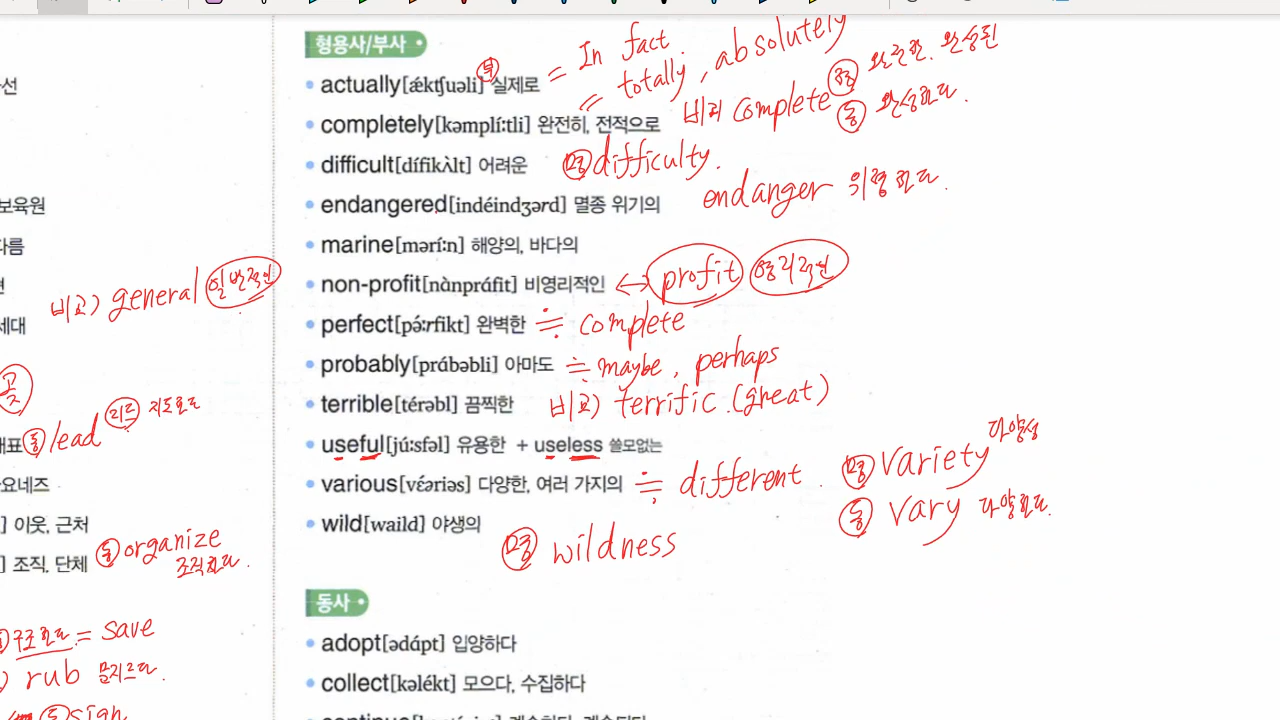 선
보육원
다름
비교) general 일반적인
세대
lead 리드 지도하다
대표
요네즈
] 이웃, 근처
] 조직, 단체 동 organize
조직하다.
구조하다 = save
rub 문지르다.
동 sign
형용사/부사
actually[ǽktʃuəli] 부 실제로 = In fact
completely[kəmplíːtli] 완전히, 전적으로 = totally, absolutely
비교 complete 형 완전한, 완성된
동 완성하다.
difficult[dífikʌ̀lt] 어려운 명 difficulty.
endangered[indéindʒərd] 멸종 위기의 endanger 위험하다.
marine[məríːn] 해양의, 바다의
non-profit[nànpráfit] 비영리적인 ↔ profit 영리적인
perfect[pə́ːrfikt] 완벽한 ≒ complete
probably[prábəbli] 아마도 ≒ maybe, perhaps
terrible[térəbl] 끔찍한 비교) terrific. (great)
useful[júːsfəl] 유용한 + useless 쓸모없는
various[vɛ́əriəs] 다양한, 여러 가지의 ≒ different. 명 variety 다양성
동 vary 다양하다.
wild[waild] 야생의 명 wildness
동사
adopt[ədápt] 입양하다
collect[kəlékt] 모으다, 수집하다